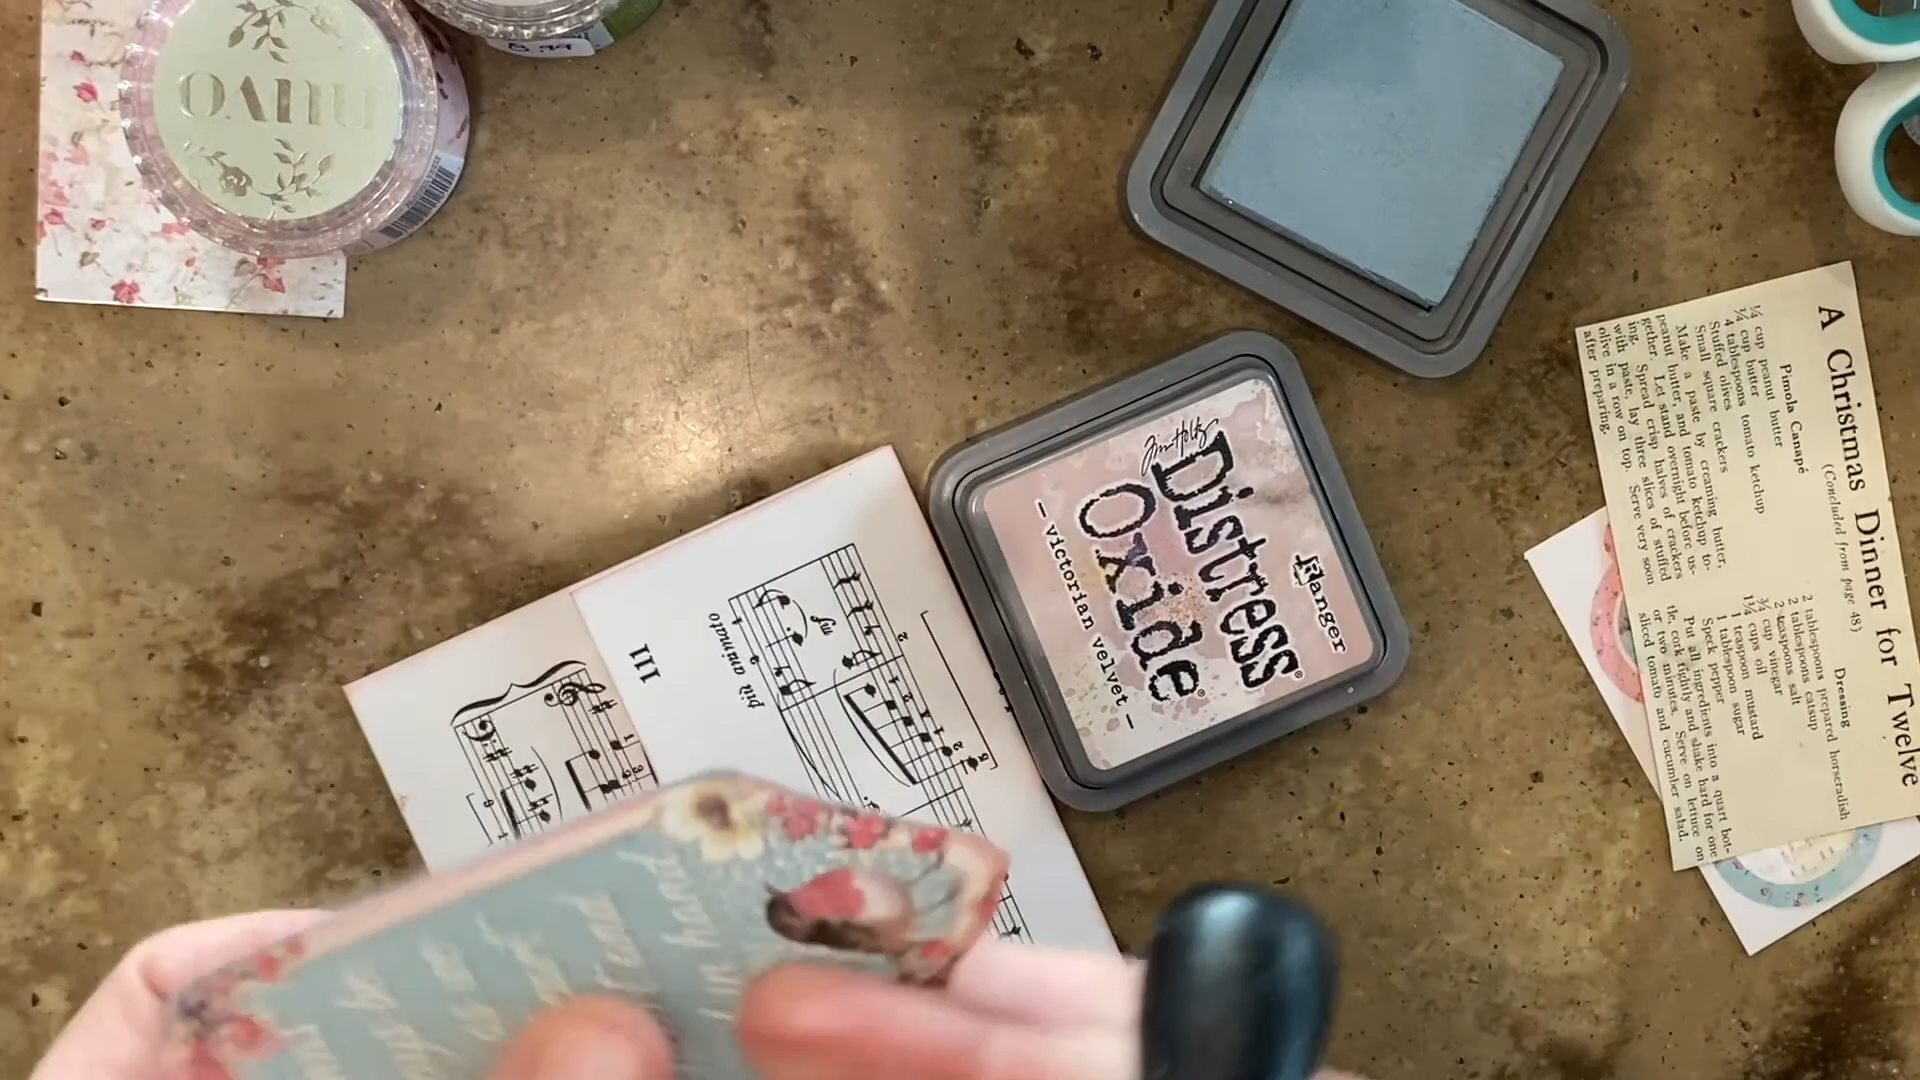 Tim Holtz
Distress®
Oxide®
— victorian velvet —
Ranger
111
più animato
A Christmas Dinner for Twelve
(Concluded from page 48)
Pimola Canapé
¼ cup peanut butter
¼ cup butter
4 tablespoons tomato ketchup
Stuffed olives
Small square crackers
Make a paste by creaming butter,
peanut butter, and tomato ketchup to-
gether. Let stand overnight before us-
ing. Spread crisp halves of crackers
with paste, lay three slices of stuffed
olive in a row on top. Serve very soon
after preparing.
Dressing
2 tablespoons prepared horseradish
2 tablespoons catsup
2 teaspoons salt
¾ cup vinegar
1¼ cups oil
1 teaspoon mustard
1 tablespoon sugar
Speck pepper
Put all ingredients into a quart bot-
tle, cork tightly and shake hard for one
or two minutes. Serve on lettuce on
sliced tomato and cucumber salad.
in hand